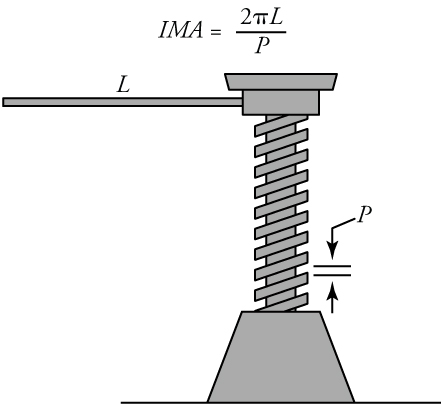 IMA = 2πL / P
L
P